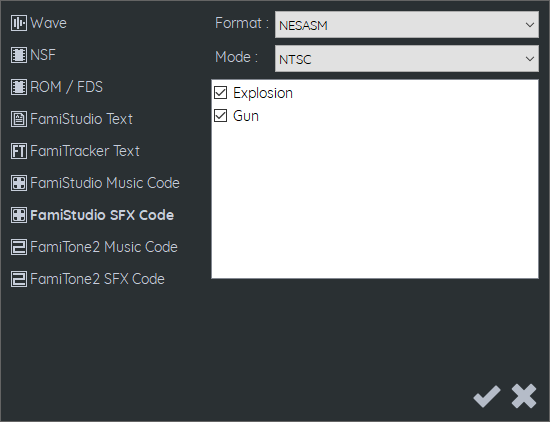 Wave
NSF
ROM / FDS
FamiStudio Text
FT FamiTracker Text
FamiStudio Music Code
FamiStudio SFX Code
FamiTone2 Music Code
FamiTone2 SFX Code
Format : NESASM
Mode : NTSC
Explosion
Gun